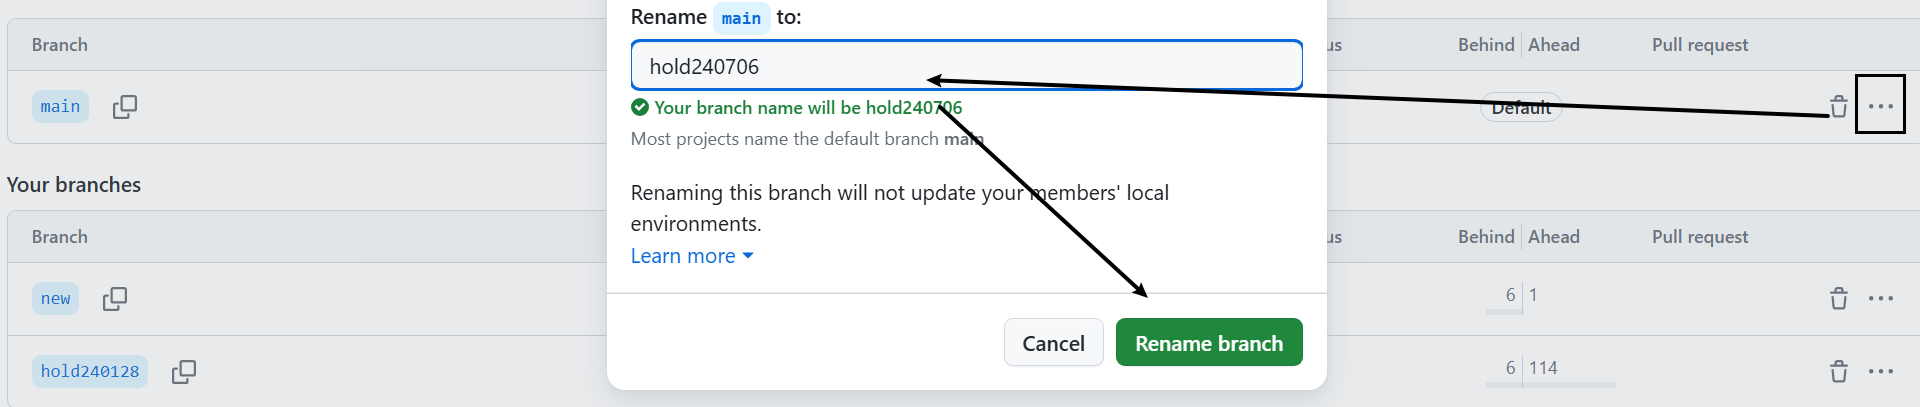 Rename main to:
Branch
us
Behind Ahead
Pull request
hold240706
main
Default
Your branch name will be hold240706
Most projects name the default branch main
Your branches
Renaming this branch will not update your members' local
environments.
Branch
us
Behind Ahead
Pull request
Learn more
new
6 1
Cancel
Rename branch
hold240128
6 114